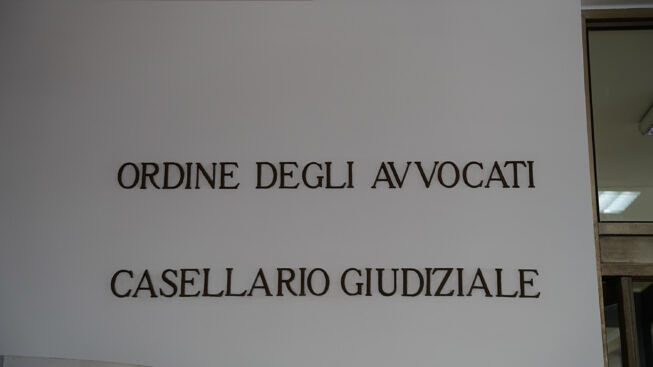 ORDINE DEGLI AVVOCATI
CASELLARIO GIUDIZIALE